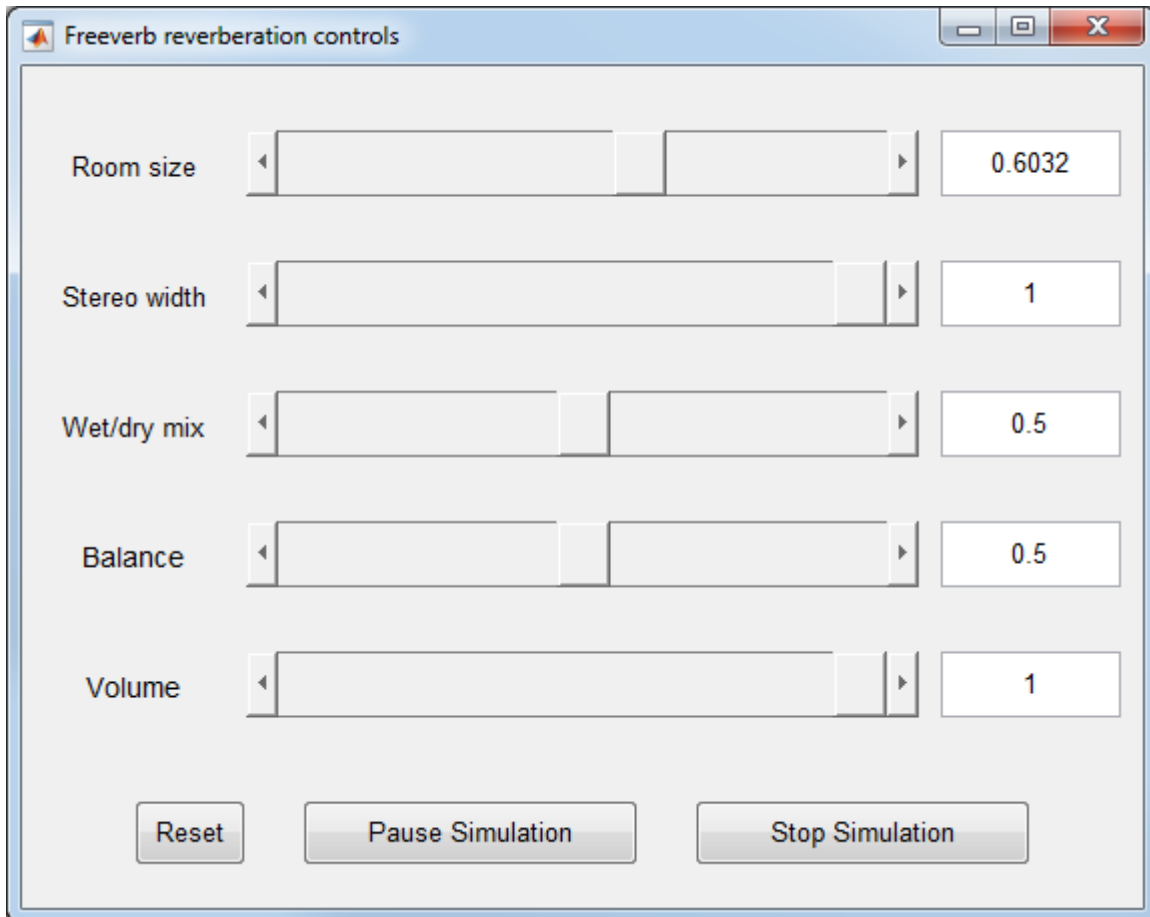 Freeverb reverberation controls
Room size 0.6032
Stereo width 1
Wet/dry mix 0.5
Balance 0.5
Volume 1
Reset Pause Simulation Stop Simulation